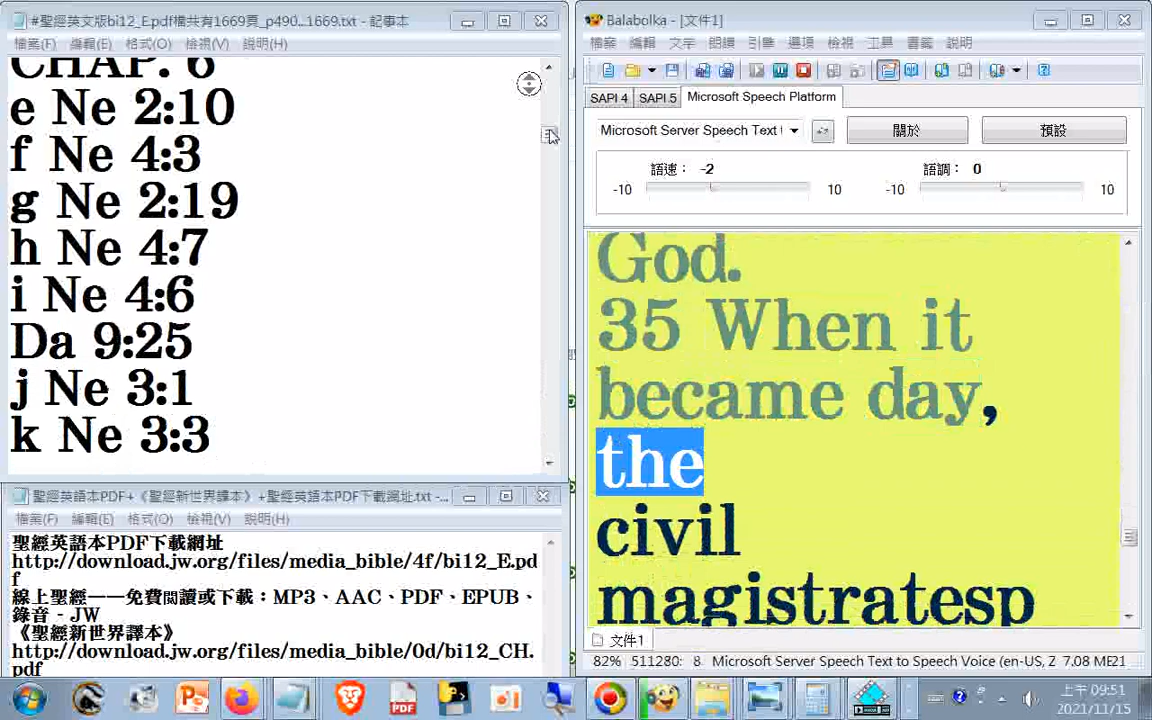 #聖經英文版bi12_E.pdf檔共有1669頁_p490...1669.txt - 記事本
檔案(F) 編輯(E) 格式(O) 檢視(V) 說明(H)
CHAP. 6
e Ne 2:10
f Ne 4:3
g Ne 2:19
h Ne 4:7
i Ne 4:6
Da 9:25
j Ne 3:1
k Ne 3:3
聖經英語本PDF+《聖經新世界譯本》+聖經英語本PDF下載網址.txt -...
檔案(F) 編輯(E) 格式(O) 檢視(V) 說明(H)
聖經英語本PDF下載網址
http://download.jw.org/files/media_bible/4f/bi12_E.pd
f
線上聖經——免費閱讀或下載：MP3、AAC、PDF、EPUB、
錄音 - JW
《聖經新世界譯本》
http://download.jw.org/files/media_bible/0d/bi12_CH.
pdf
Balabolka - [文件1]
檔案 編輯 文字 朗讀 引擎 選項 檢視 工具 書籤 說明
SAPI 4 SAPI 5 Microsoft Speech Platform
Microsoft Server Speech Text t 關於 預設
語速： -2 語調： 0
-10 10 -10 10
God.
35 When it
became day,
the
civil
magistratesp
文件1
82% 511280: 8 Microsoft Server Speech Text to Speech Voice (en-US, Z 7.08 ME21
上午 09:51
2021/11/15